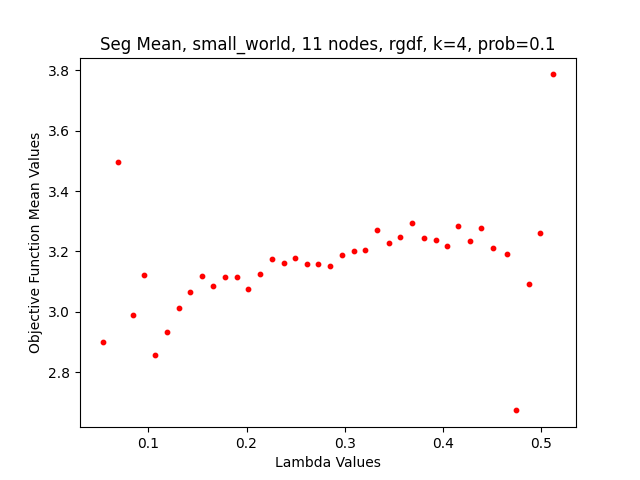 Seg Mean, small_world, 11 nodes, rgdf, k=4, prob=0.1
3.8
3.6
3.4
3.2
3.0
2.8
Objective Function Mean Values
0.1 0.2 0.3 0.4 0.5
Lambda Values